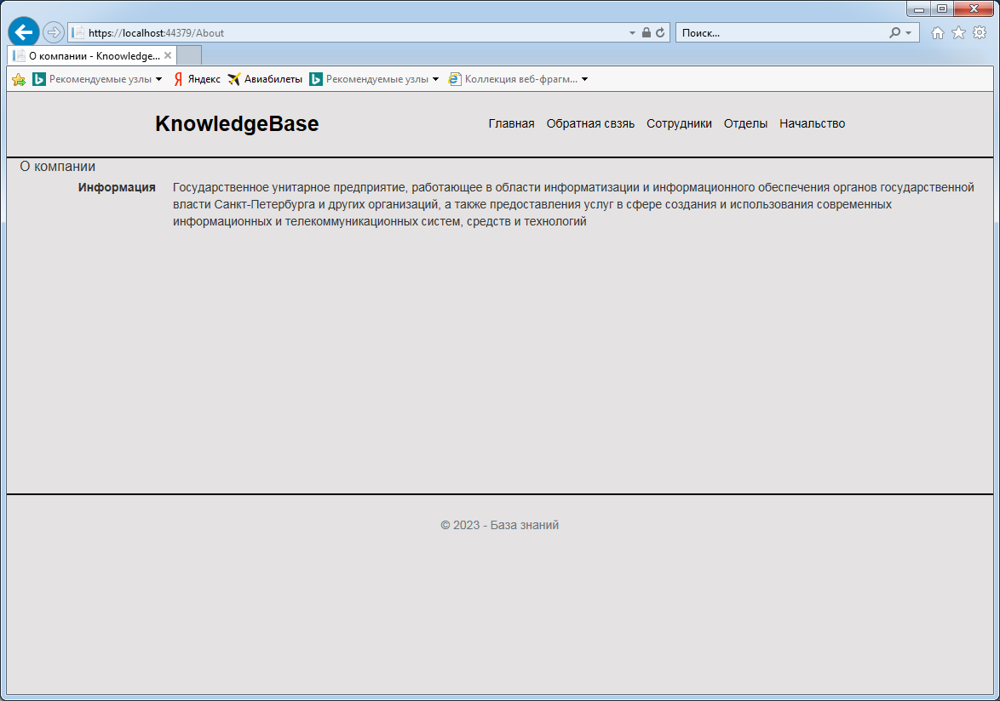 https://localhost:44379/About
Поиск...
О компании - Knoowledge...
Рекомендуемые узлы
Яндекс
Авиабилеты
Рекомендуемые узлы
Коллекция веб-фрагм...
KnowledgeBase
Главная Обратная свзяь Сотрудники Отделы Начальство
О компании
Информация Государственное унитарное предприятие, работающее в области информатизации и информационного обеспечения органов государственной
власти Санкт-Петербурга и других организаций, а также предоставления услуг в сфере создания и использования современных
информационных и телекоммуникационных систем, средств и технологий
© 2023 - База знаний